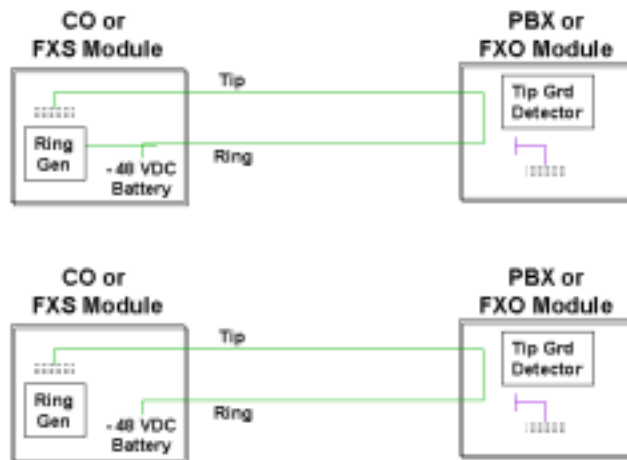 CO or
FXS Module
PBX or
FXO Module
Tip
Tip Grd
Detector
Ring
Gen
Ring
- 48 VDC
Battery
CO or
FXS Module
PBX or
FXO Module
Tip
Tip Grd
Detector
Ring
Gen
Ring
- 48 VDC
Battery